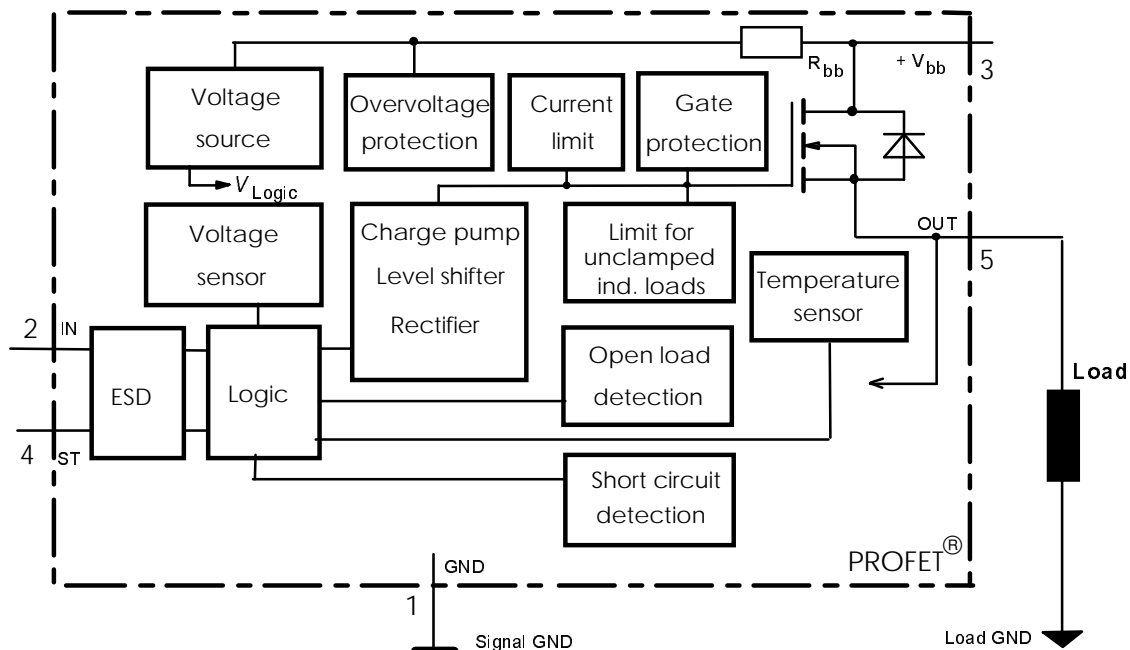 R bb
+ V bb
3
Voltage
source
Overvoltage
protection
Current
limit
Gate
protection
V Logic
Voltage
sensor
Charge pump
Level shifter
Rectifier
Limit for
unclamped
ind. loads
OUT
5
Temperature
sensor
2
IN
ESD
Logic
Open load
detection
Load
4
ST
Short circuit
detection
PROFET®
GND
1
Signal GND
Load GND